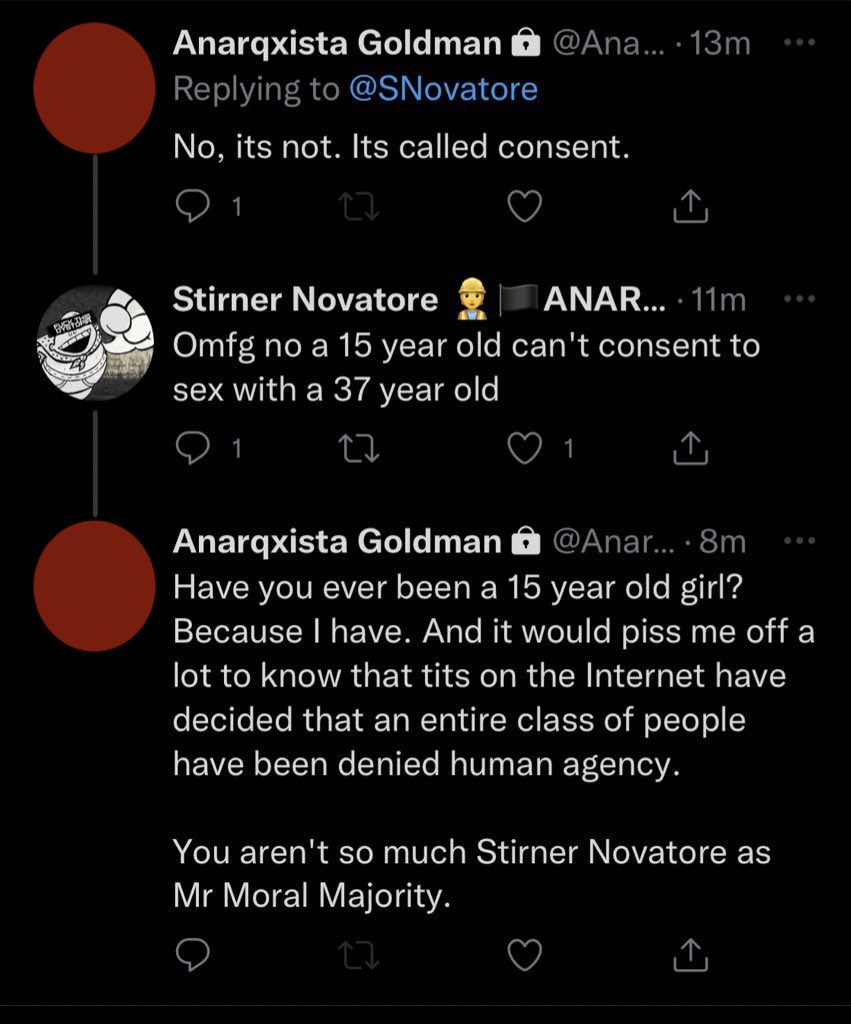 Anarqxista Goldman 🔒 @Ana... · 13m
Replying to @SNovatore
No, its not. Its called consent.
1
Stirner Novatore 👷🏴ANAR... · 11m
Omfg no a 15 year old can't consent to
sex with a 37 year old
1 1
Anarqxista Goldman 🔒 @Anar... · 8m
Have you ever been a 15 year old girl?
Because I have. And it would piss me off a
lot to know that tits on the Internet have
decided that an entire class of people
have been denied human agency.
You aren't so much Stirner Novatore as
Mr Moral Majority.